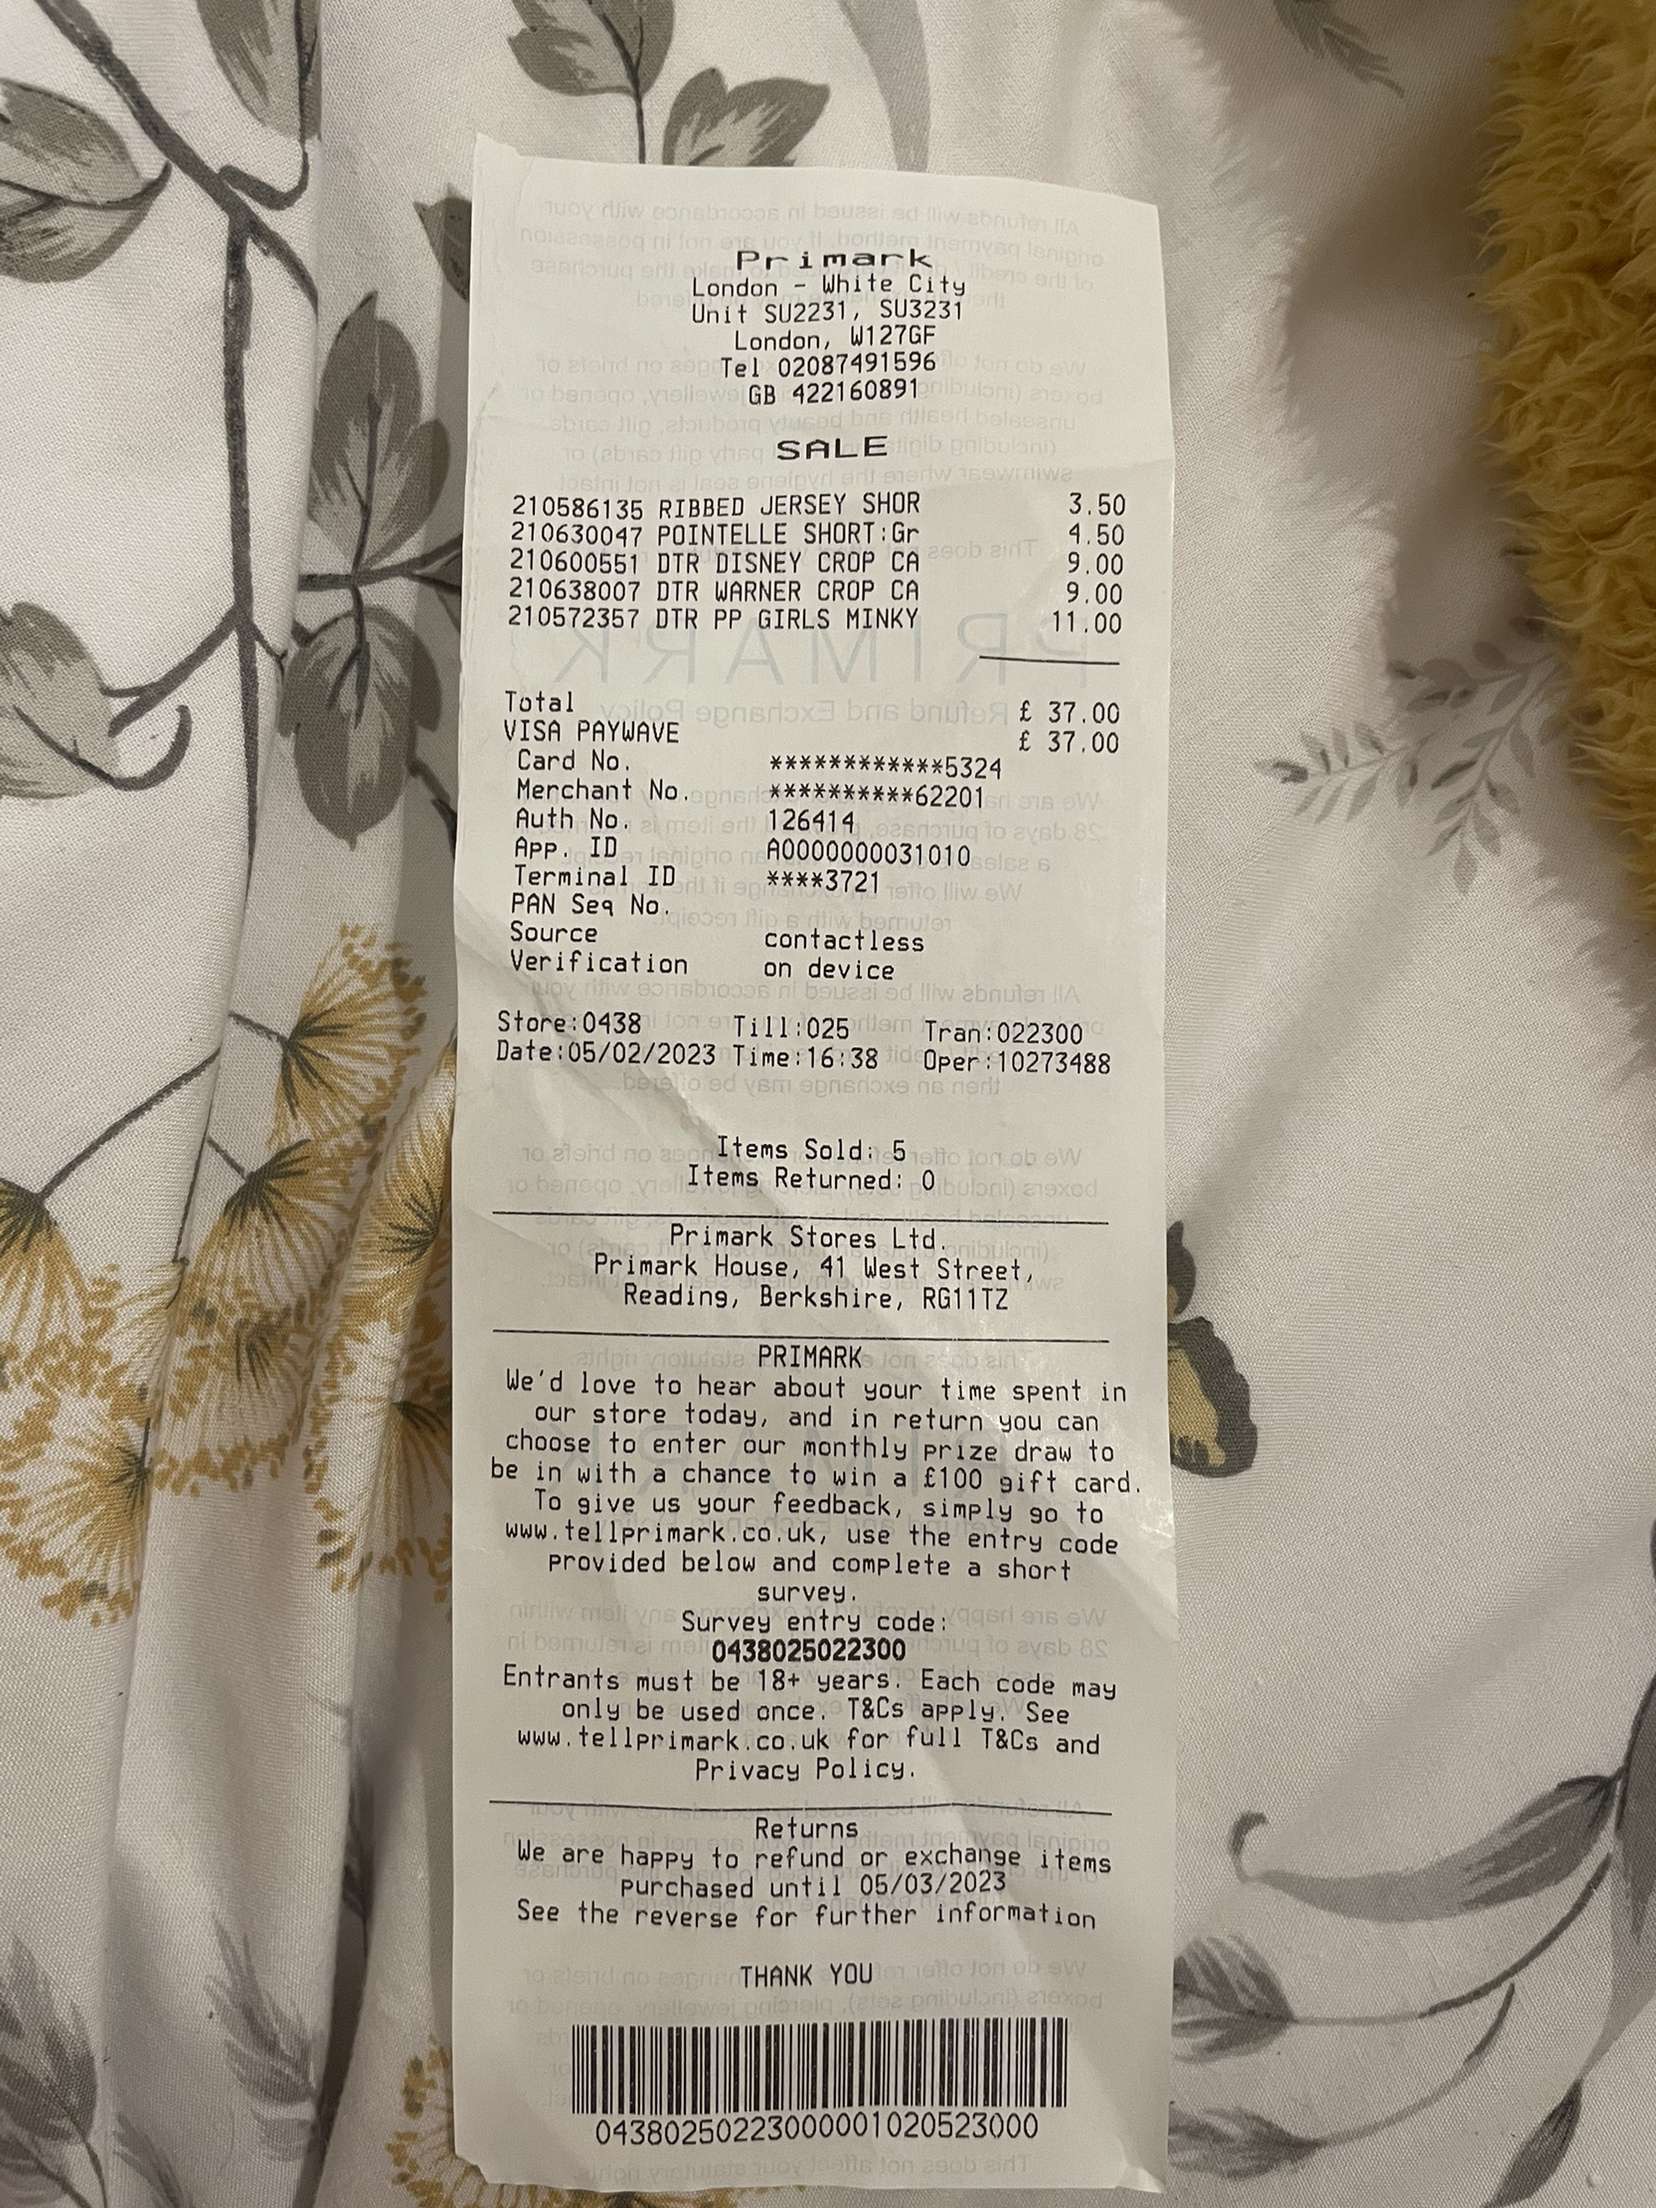 Primark
London - White City
Unit SU2231, SU3231
London, W127GF
Tel 02087491596
GB 422160891
SALE
210586135 RIBBED JERSEY SHOR 3.50
210630047 POINTELLE SHORT:Gr 4.50
210600551 DTR DISNEY CROP CA 9.00
210638007 DTR WARNER CROP CA 9.00
210572357 DTR PP GIRLS MINKY 11.00
Total £ 37.00
VISA PAYWAVE £ 37.00
Card No. ************5324
Merchant No. **********62201
Auth No. 126414
App. ID A0000000031010
Terminal ID ****3721
PAN Seq No.
Source contactless
Verification on device
Store:0438 Till:025 Tran:022300
Date:05/02/2023 Time:16:38 Oper:10273488
Items Sold: 5
Items Returned: 0
Primark Stores Ltd.
Primark House, 41 West Street,
Reading, Berkshire, RG11TZ
PRIMARK
We'd love to hear about your time spent in
our store today, and in return you can
choose to enter our monthly prize draw to
be in with a chance to win a £100 gift card.
To give us your feedback, simply go to
www.tellprimark.co.uk, use the entry code
provided below and complete a short
survey.
Survey entry code:
0438025022300
Entrants must be 18+ years. Each code may
only be used once. T&Cs apply. See
www.tellprimark.co.uk for full T&Cs and
Privacy Policy.
Returns
We are happy to refund or exchange items
purchased until 05/03/2023
See the reverse for further information
THANK YOU
0438025022300001020523000